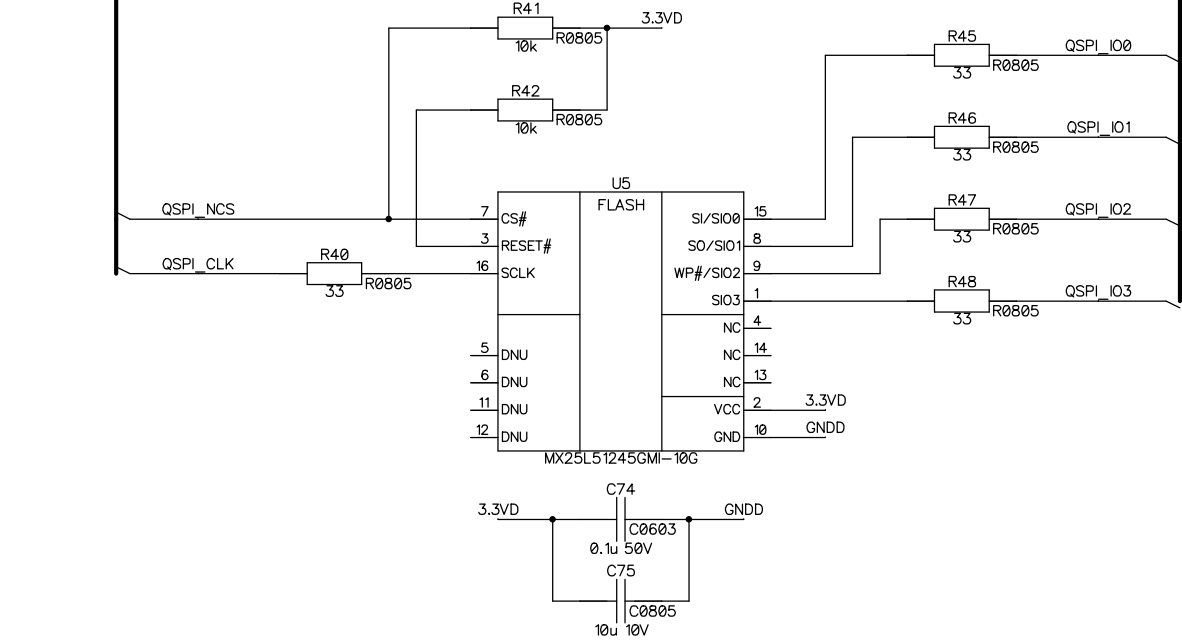 R41
3.3VD
10k R0805
R45
QSPI_IO0
33 R0805
R42
10k R0805
R46
QSPI_IO1
33 R0805
U5
FLASH
QSPI_NCS
7 CS#
SI/SIO0 15
R47
QSPI_IO2
33 R0805
3 RESET#
SO/SIO1 8
QSPI_CLK
R40
33 R0805
16 SCLK
WP#/SIO2 9
SIO3 1
R48
QSPI_IO3
33 R0805
NC 4
5 DNU
NC 14
6 DNU
NC 13
11 DNU
VCC 2
3.3VD
12 DNU
GND 10
GNDD
MX25L51245GMI-10G
C74
3.3VD
GNDD
C0603
0.1u 50V
C75
C0805
10u 10V